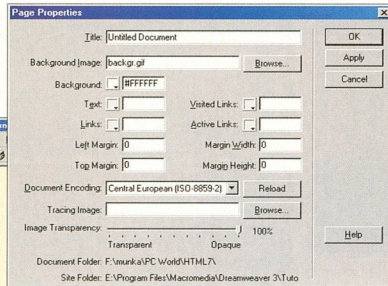 Page Properties
Title: Untitled Document
OK
Background Image: backgr.gif Browse...
Apply
Background: #FFFFFF
Cancel
Text: Visited Links:
Links: Active Links:
Left Margin: 0 Margin Width: 0
Top Margin: 0 Margin Height: 0
Document Encoding: Central European (ISO-8859-2) Reload
Tracing Image: Browse...
Image Transparency: 100%
Transparent Opaque
Help
Document Folder: F:\munka\PC World\HTML7\
Site Folder: E:\Program Files\Macromedia\Dreamweaver 3\Tuto